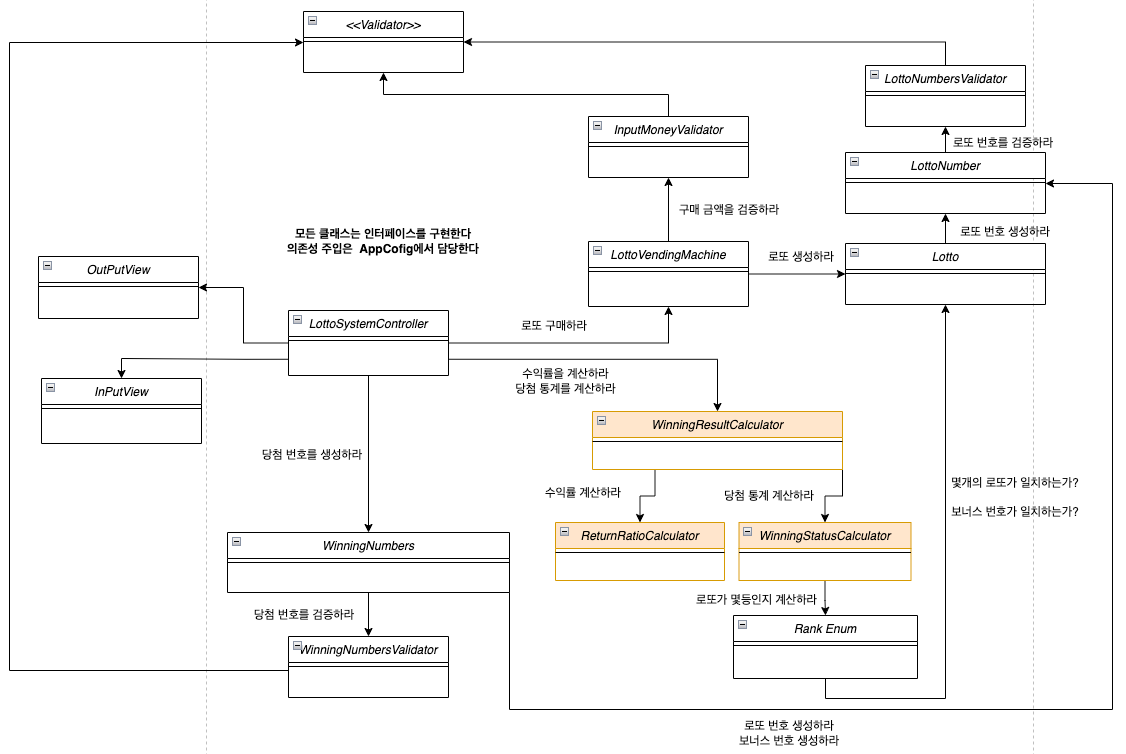 <<Validator>>
LottoNumbersValidator
InputMoneyValidator
로또 번호를 검증하라
LottoNumber
구매 금액을 검증하라
로또 번호 생성하라
모든 클래스는 인터페이스를 구현한다
의존성 주입은 AppCofig에서 담당한다
LottoVendingMachine
로또 생성하라
Lotto
OutPutView
LottoSystemController
로또 구매하라
InPutView
수익률을 계산하라
당첨 통계를 계산하라
WinningResultCalculator
당첨 번호를 생성하라
수익률 계산하라
당첨 통계 계산하라
몇개의 로또가 일치하는가?
보너스 번호가 일치하는가?
ReturnRatioCalculator
WinningStatusCalculator
WinningNumbers
로또가 몇등인지 계산하라
당첨 번호를 검증하라
Rank Enum
WinningNumbersValidator
로또 번호 생성하라
보너스 번호 생성하라